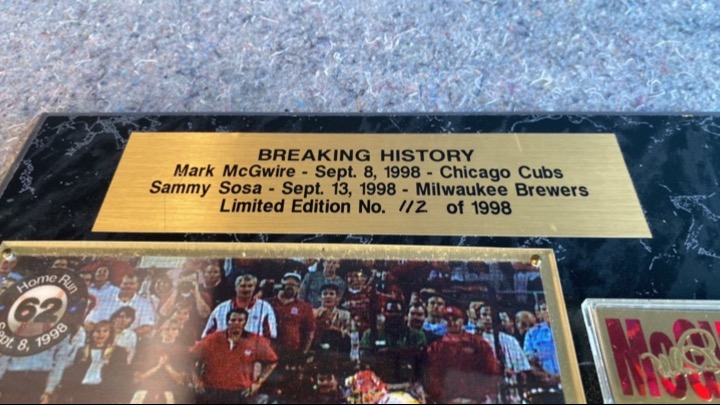 BREAKING HISTORY
Mark McGwire - Sept. 8, 1998 - Chicago Cubs
Sammy Sosa - Sept. 13, 1998 - Milwaukee Brewers
Limited Edition No. 112 of 1998
Home Run
62
Sept. 8, 1998